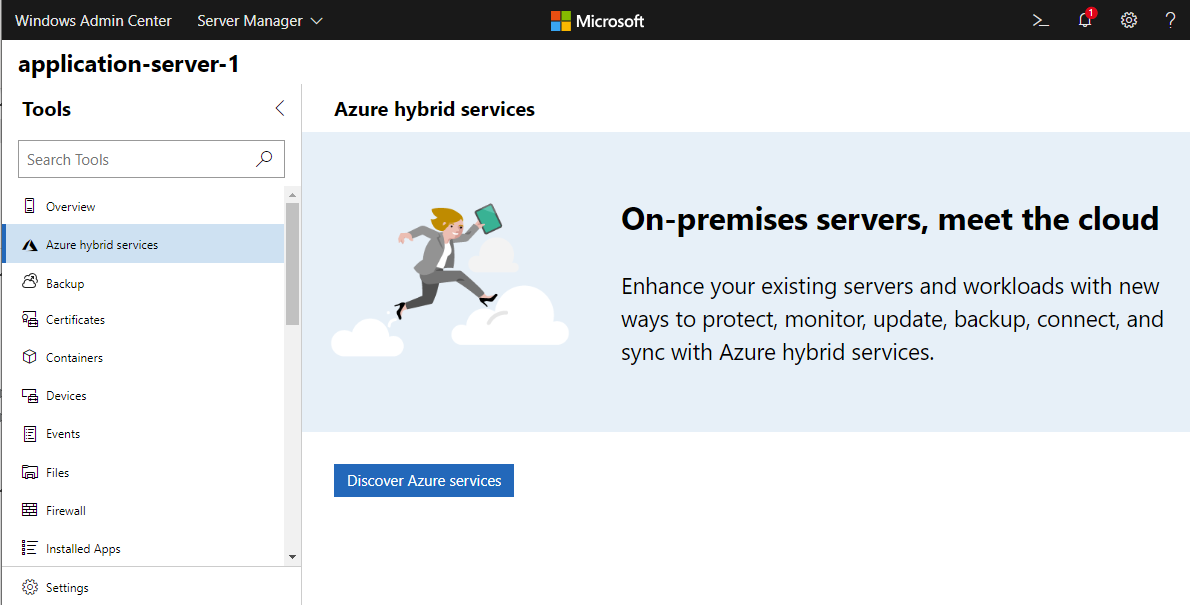 Windows Admin Center Server Manager Microsoft 1 ?
application-server-1
Tools
Search Tools
Overview
Azure hybrid services
Backup
Certificates
Containers
Devices
Events
Files
Firewall
Installed Apps
Settings
Azure hybrid services
On-premises servers, meet the cloud
Enhance your existing servers and workloads with new
ways to protect, monitor, update, backup, connect, and
sync with Azure hybrid services.
Discover Azure services